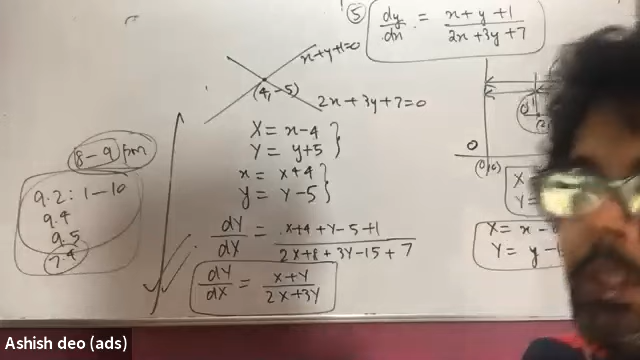 ⑤ dy/dx = x+y+1 / 2x+3y+7
x+y+1=0
(4,-5)
2x+3y+7=0
X = x-4
Y = y+5
x = X+4
y = Y-5
dY/dX = X+4+Y-5+1 / 2X+8+3Y-15+7
dY/dX = X+Y / 2X+3Y
8-9 pm
9.2: 1-10
9.4
9.5
O
X
Y=
X= x-
Y= y-
Ashish deo (ads)